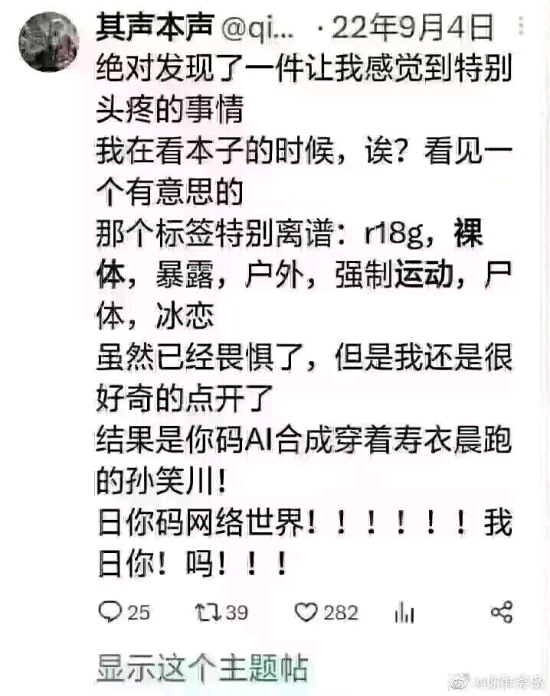 其声本声 @qi... · 22年9月4日
绝对发现了一件让我感觉到特别
头疼的事情
我在看本子的时候，诶？看见一
个有意思的
那个标签特别离谱：r18g，裸
体，暴露，户外，强制运动，尸
体，冰恋
虽然已经畏惧了，但是我还是很
好奇的点开了
结果是你码AI合成穿着寿衣晨跑
的孙笑川！
日你码网络世界！！！！！！我
日你！吗！！！
25 39 282
显示这个主题帖